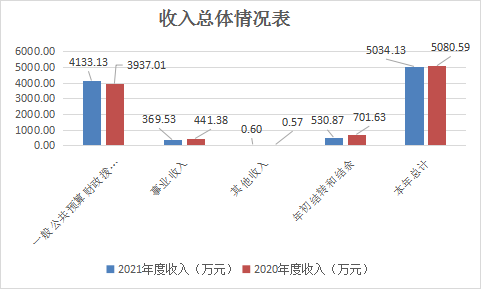 收入总体情况表
6000.00
5000.00
4000.00
3000.00
2000.00
1000.00
0.00
4133.13
3937.01
369.53
441.38
0.60
0.57
530.87
701.63
5034.13
5080.59
一般公共预算财政拨…
事业收入
其他收入
年初结转和结余
本年总计
2021年度收入（万元）
2020年度收入（万元）